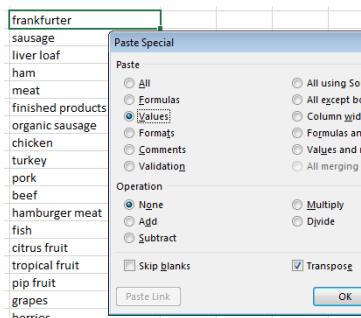 frankfurter
sausage
liver loaf
ham
meat
finished products
organic sausage
chicken
turkey
pork
beef
hamburger meat
fish
citrus fruit
tropical fruit
pip fruit
grapes
berries
Paste Special
Paste
All
Formulas
Values
Formats
Comments
Validation
All using So
All except bo
Column wid
Formulas an
Values and
All merging
Operation
None
Add
Subtract
Multiply
Divide
Skip blanks
Transpose
Paste Link
OK